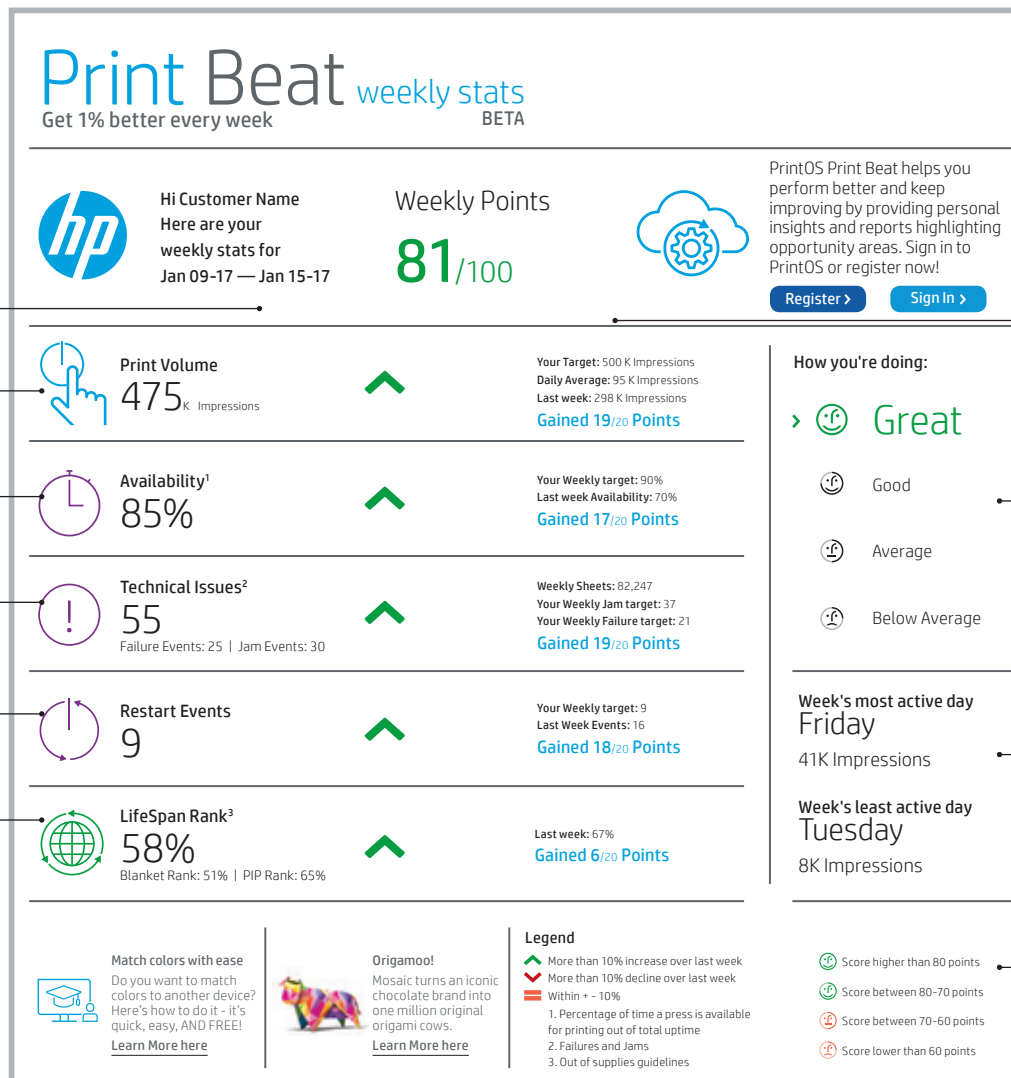 Print Beat weekly stats
Get 1% better every week
BETA
hp
Hi Customer Name
Here are your
weekly stats for
Jan 09-17 — Jan 15-17
Weekly Points
81/100
PrintOS Print Beat helps you
perform better and keep
improving by providing personal
insights and reports highlighting
opportunity areas. Sign in to
PrintOS or register now!
Register >
Sign In >
Print Volume
475K Impressions
Your Target: 500 K Impressions
Daily Average: 95 K Impressions
Last week: 298 K Impressions
Gained 19/20 Points
Availability¹
85%
Your Weekly target: 90%
Last week Availability: 70%
Gained 17/20 Points
Technical Issues²
55
Failure Events: 25 | Jam Events: 30
Weekly Sheets: 82,247
Your Weekly Jam target: 37
Your Weekly Failure target: 21
Gained 19/20 Points
Restart Events
9
Your Weekly target: 9
Last Week Events: 16
Gained 18/20 Points
LifeSpan Rank³
58%
Blanket Rank: 51% | PIP Rank: 65%
Last week: 67%
Gained 6/20 Points
How you're doing:
> Great
Good
Average
Below Average
Week's most active day
Friday
41K Impressions
Week's least active day
Tuesday
8K Impressions
Match colors with ease
Do you want to match
colors to another device?
Here's how to do it - it's
quick, easy, AND FREE!
Learn More here
Origamoo!
Mosaic turns an iconic
chocolate brand into
one million original
origami cows.
Learn More here
Legend
More than 10% increase over last week
More than 10% decline over last week
Within + - 10%
1. Percentage of time a press is available
for printing out of total uptime
2. Failures and Jams
3. Out of supplies guidelines
Score higher than 80 points
Score between 80-70 points
Score between 70-60 points
Score lower than 60 points